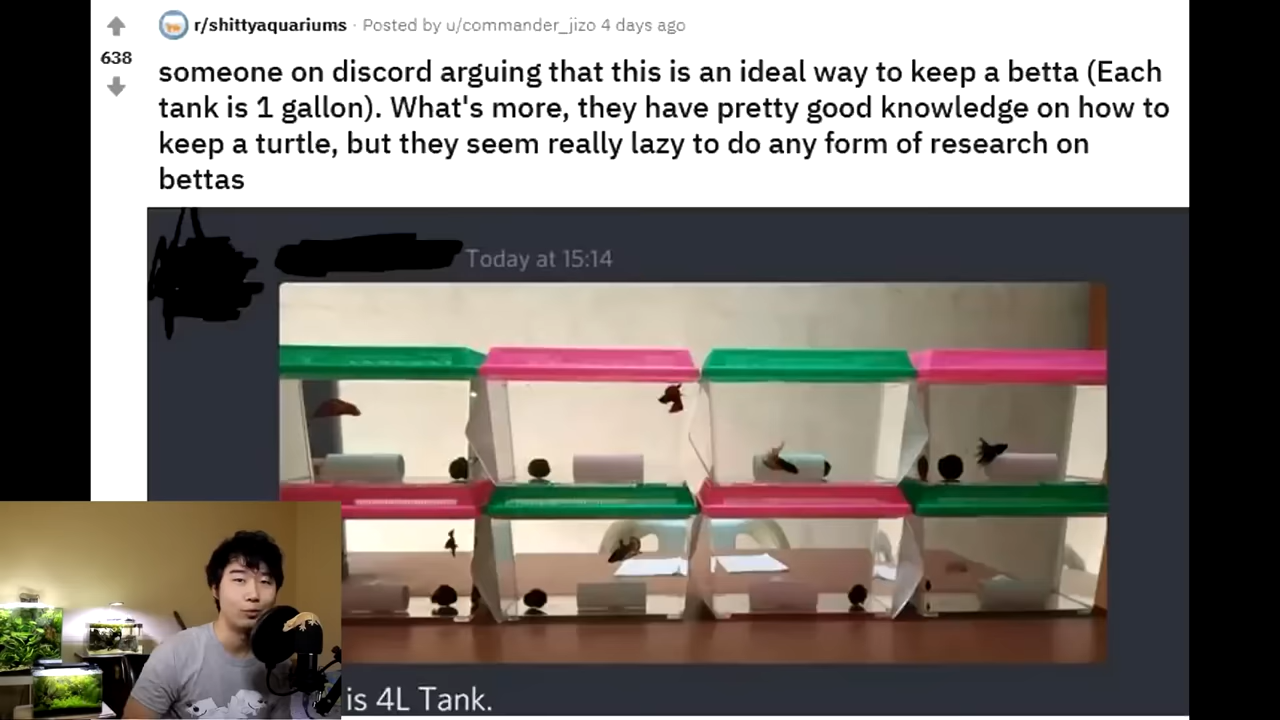 r/shittyaquariums · Posted by u/commander_jizo 4 days ago
638
someone on discord arguing that this is an ideal way to keep a betta (Each
tank is 1 gallon). What's more, they have pretty good knowledge on how to
keep a turtle, but they seem really lazy to do any form of research on
bettas
Today at 15:14
is 4L Tank.